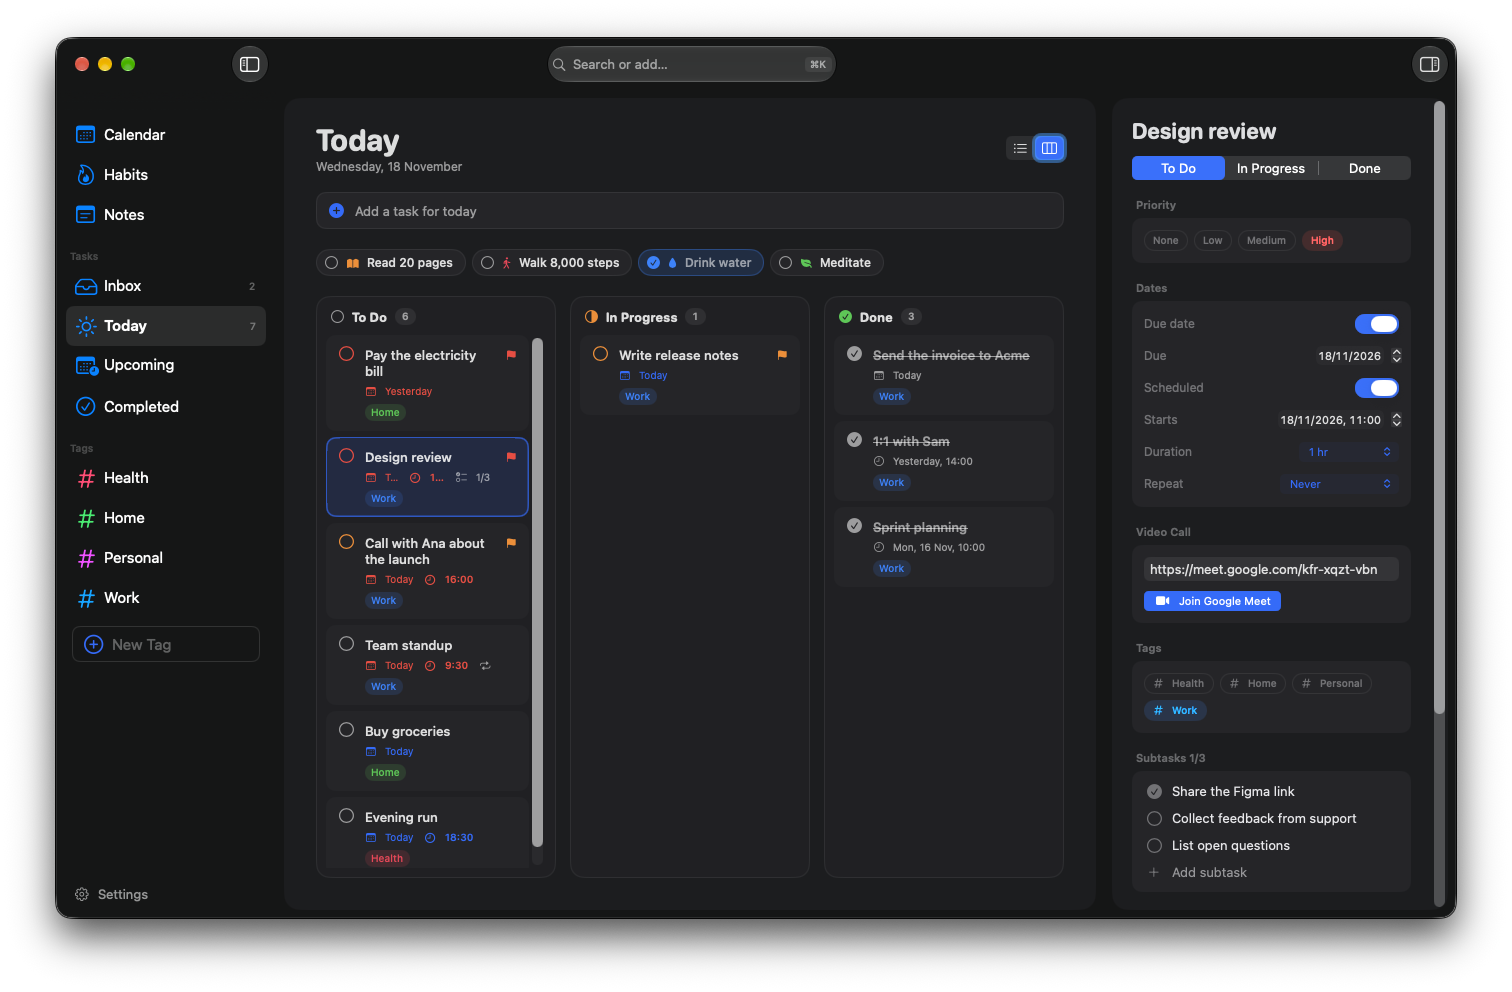 Search or add...
⌘K
Calendar
Habits
Notes
Tasks
Inbox 2
Today 7
Upcoming
Completed
Tags
Health
Home
Personal
Work
New Tag
Settings
Today
Wednesday, 18 November
Add a task for today
Read 20 pages
Walk 8,000 steps
Drink water
Meditate
To Do 6
Pay the electricity
bill
Yesterday
Home
Design review
T... 1... 1/3
Work
Call with Ana about
the launch
Today 16:00
Work
Team standup
Today 9:30
Work
Buy groceries
Today
Home
Evening run
Today 18:30
Health
In Progress 1
Write release notes
Today
Work
Done 3
Send the invoice to Acme
Today
Work
1:1 with Sam
Yesterday, 14:00
Work
Sprint planning
Mon, 16 Nov, 10:00
Work
Design review
To Do In Progress Done
Priority
None Low Medium High
Dates
Due date
Due 18/11/2026
Scheduled
Starts 18/11/2026, 11:00
Duration 1 hr
Repeat Never
Video Call
https://meet.google.com/kfr-xqzt-vbn
Join Google Meet
Tags
# Health # Home # Personal
# Work
Subtasks 1/3
Share the Figma link
Collect feedback from support
List open questions
+ Add subtask